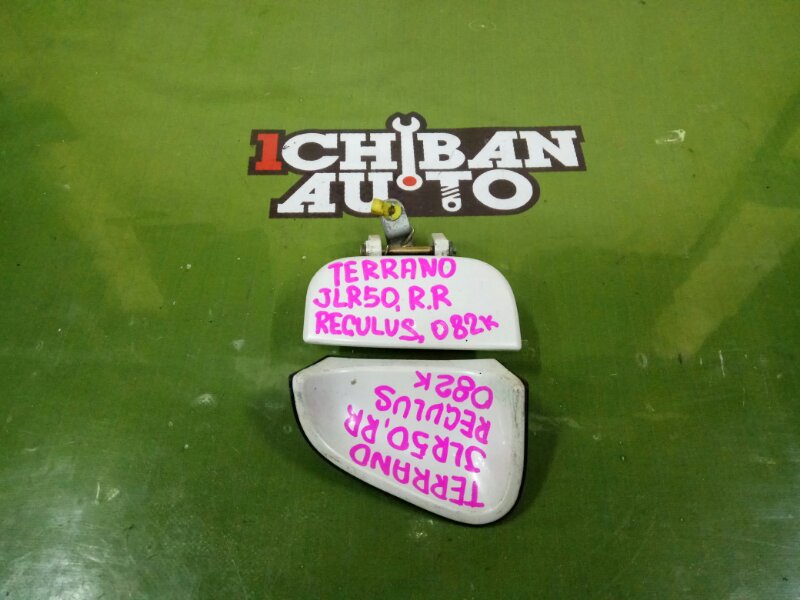 1CHIBAN
AUTO
TERRANO
JLR50, R.R
REGULUS, 082K
TERRANO
JLR50, RR
REGULUS
082K